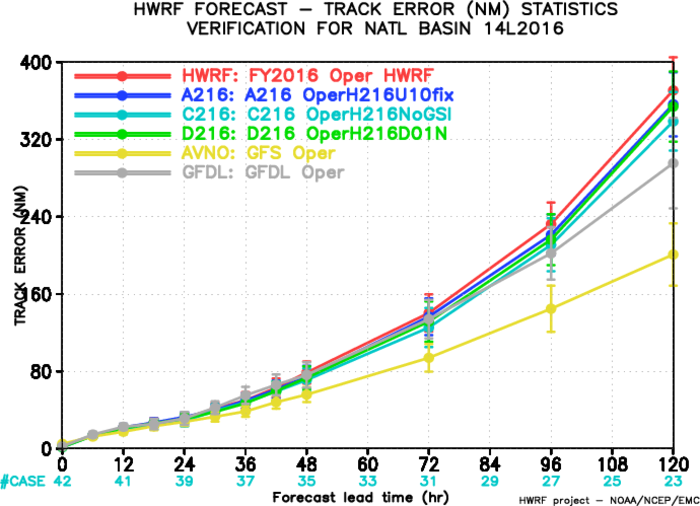 HWRF FORECAST – TRACK ERROR (NM) STATISTICS
VERIFICATION FOR NATL BASIN 14L2016
400
320
240
160
80
0
TRACK ERROR (NM)
HWRF: FY2016 Oper HWRF
A216: A216 OperH216U10fix
C216: C216 OperH216NoGSI
D216: D216 OperH216D01N
AVNO: GFS Oper
GFDL: GFDL Oper
0 12 24 36 48 60 72 84 96 108 120
#CASE 42 41 39 37 35 33 31 29 27 25 23
Forecast lead time (hr)
HWRF project – NOAA/NCEP/EMC